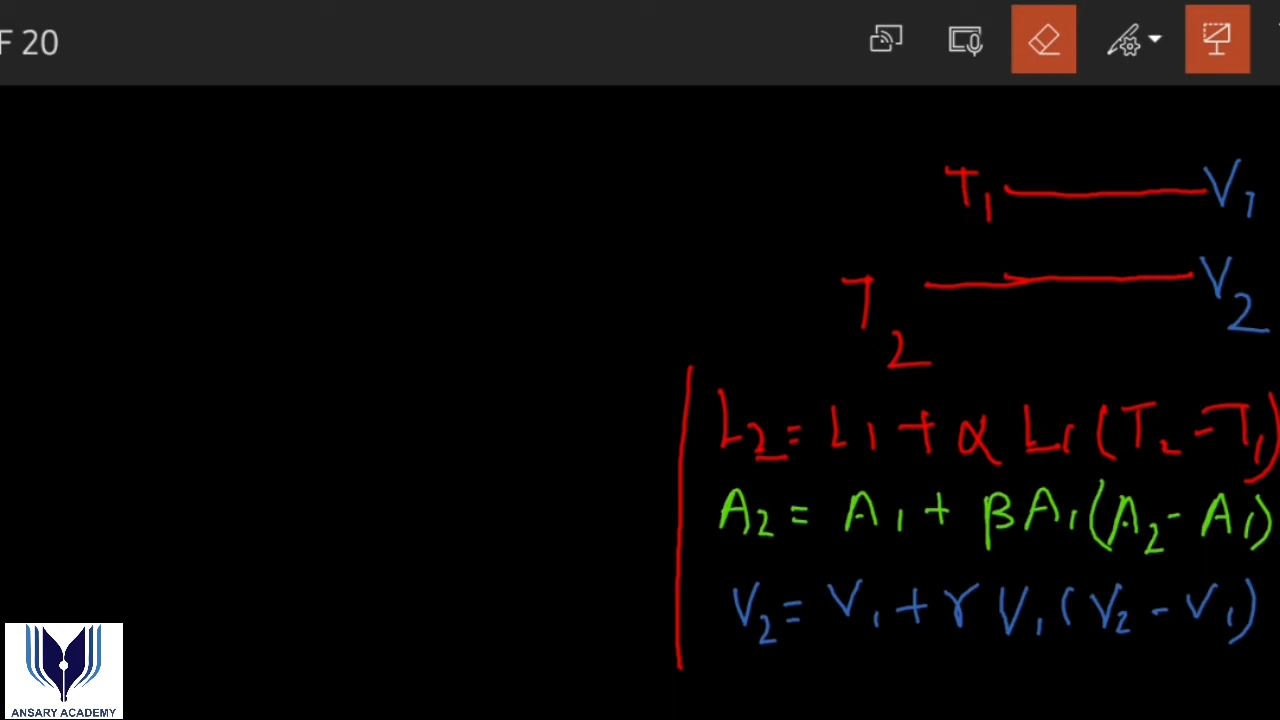 F 20
T₁ V₁
T₂ V₂
L₂ = L₁ + α L₁ (T₂ - T₁)
A₂ = A₁ + β A₁ (A₂ - A₁)
V₂ = V₁ + γ V₁ (V₂ - V₁)
ANSARY ACADEMY